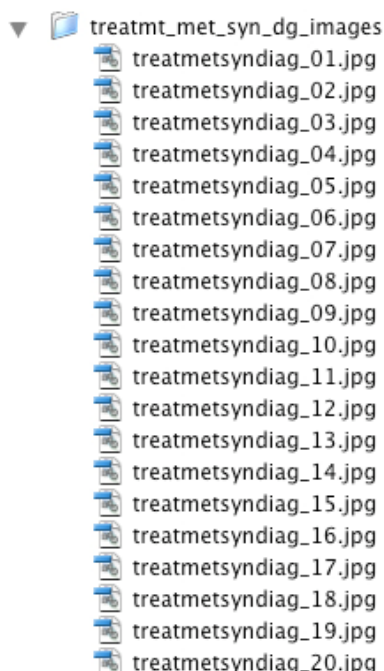 treatmt_met_syn_dg_images
treatmetsyndiag_01.jpg
treatmetsyndiag_02.jpg
treatmetsyndiag_03.jpg
treatmetsyndiag_04.jpg
treatmetsyndiag_05.jpg
treatmetsyndiag_06.jpg
treatmetsyndiag_07.jpg
treatmetsyndiag_08.jpg
treatmetsyndiag_09.jpg
treatmetsyndiag_10.jpg
treatmetsyndiag_11.jpg
treatmetsyndiag_12.jpg
treatmetsyndiag_13.jpg
treatmetsyndiag_14.jpg
treatmetsyndiag_15.jpg
treatmetsyndiag_16.jpg
treatmetsyndiag_17.jpg
treatmetsyndiag_18.jpg
treatmetsyndiag_19.jpg
treatmetsyndiag_20.jpg